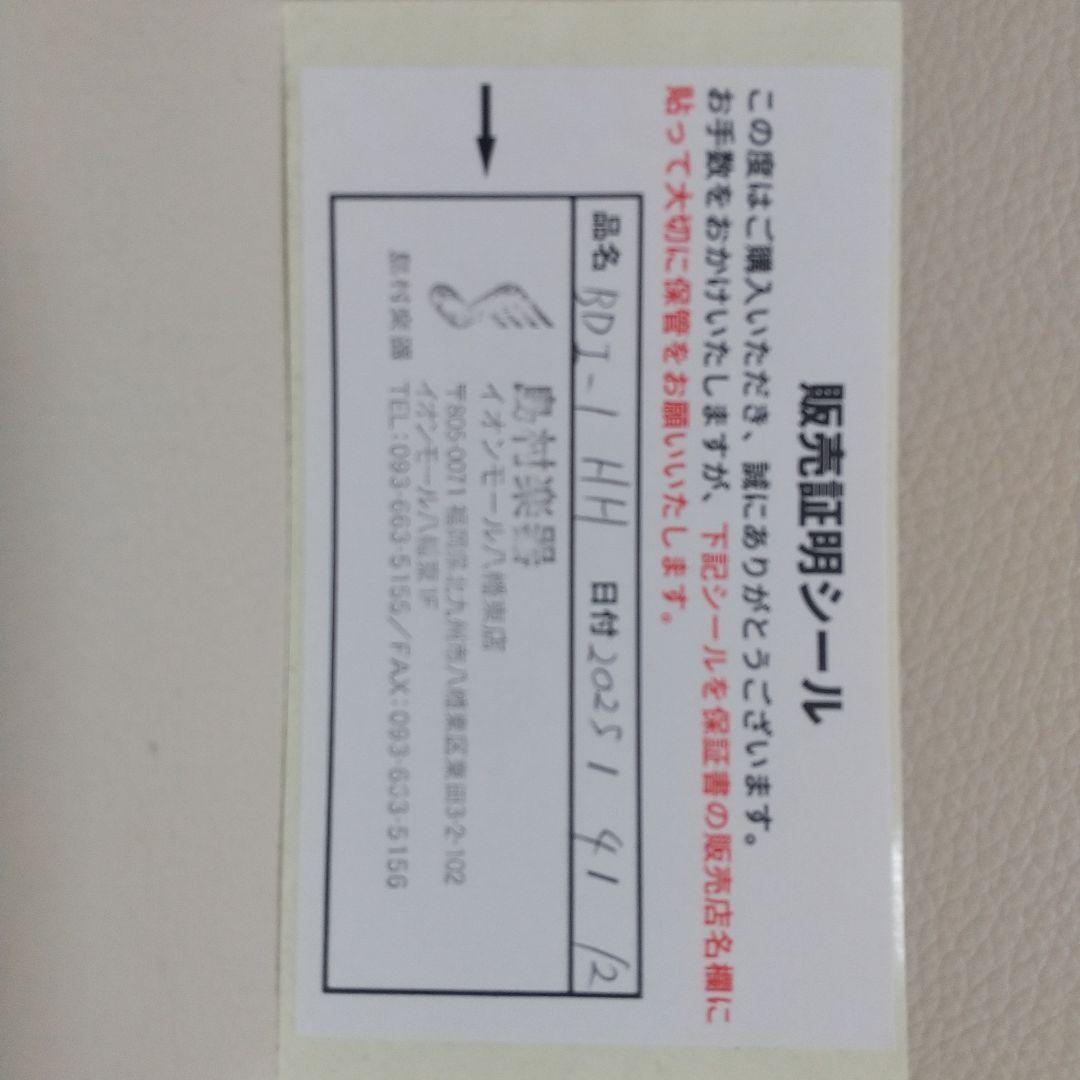 販売証明シール
この度はご購入いただき、誠にありがとうございます。
お手数をおかけいたしますが、下記シールを保証書の販売店名欄に
貼って大切に保管をお願いいたします。
品名 BDI-1 HH 日付 2025 / 4 / 12
島村楽器
イオンモール八幡東店
〒805-0071 福岡県北九州市八幡東区東田3-2-102
イオンモール八幡東1F
島村楽器 TEL:093-663-5155/FAX:093-663-5156